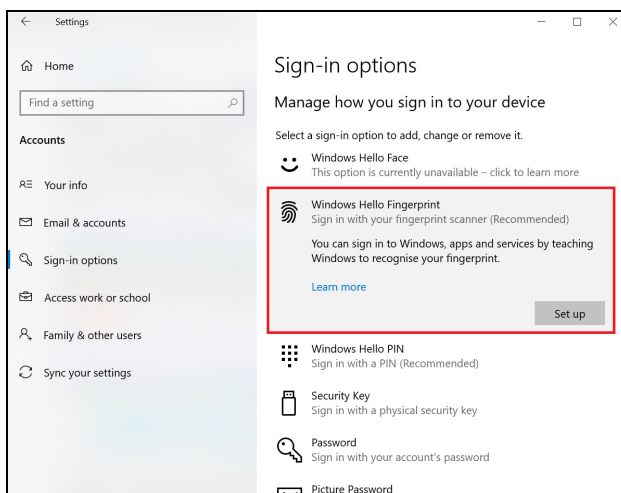 Settings
Home
Find a setting
Accounts
Your info
Email & accounts
Sign-in options
Access work or school
Family & other users
Sync your settings
Sign-in options
Manage how you sign in to your device
Select a sign-in option to add, change or remove it.
Windows Hello Face
This option is currently unavailable – click to learn more
Windows Hello Fingerprint
Sign in with your fingerprint scanner (Recommended)
You can sign in to Windows, apps and services by teaching
Windows to recognise your fingerprint.
Learn more
Set up
Windows Hello PIN
Sign in with a PIN (Recommended)
Security Key
Sign in with a physical security key
Password
Sign in with your account's password
Picture Password